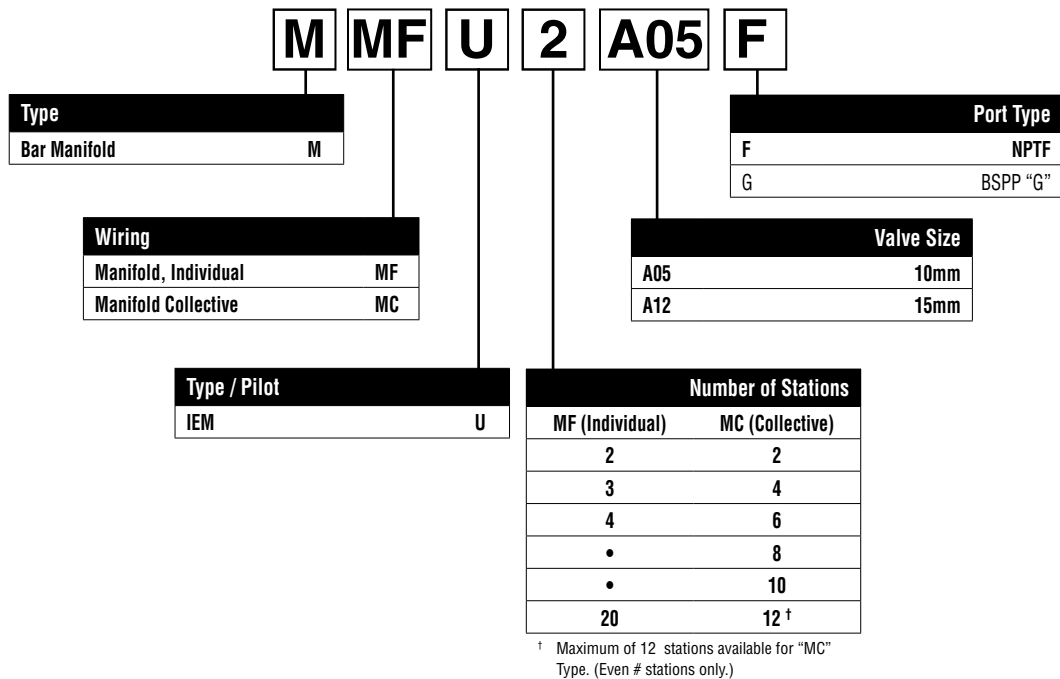 M MF U 2 A05 F
Type
Bar Manifold M
Port Type
F NPTF
G BSPP “G”
Wiring
Manifold, Individual MF
Manifold Collective MC
Valve Size
A05 10mm
A12 15mm
Type / Pilot
IEM U
Number of Stations
MF (Individual) MC (Collective)
2 2
3 4
4 6
• 8
• 10
20 12 †
† Maximum of 12 stations available for “MC”
Type. (Even # stations only.)